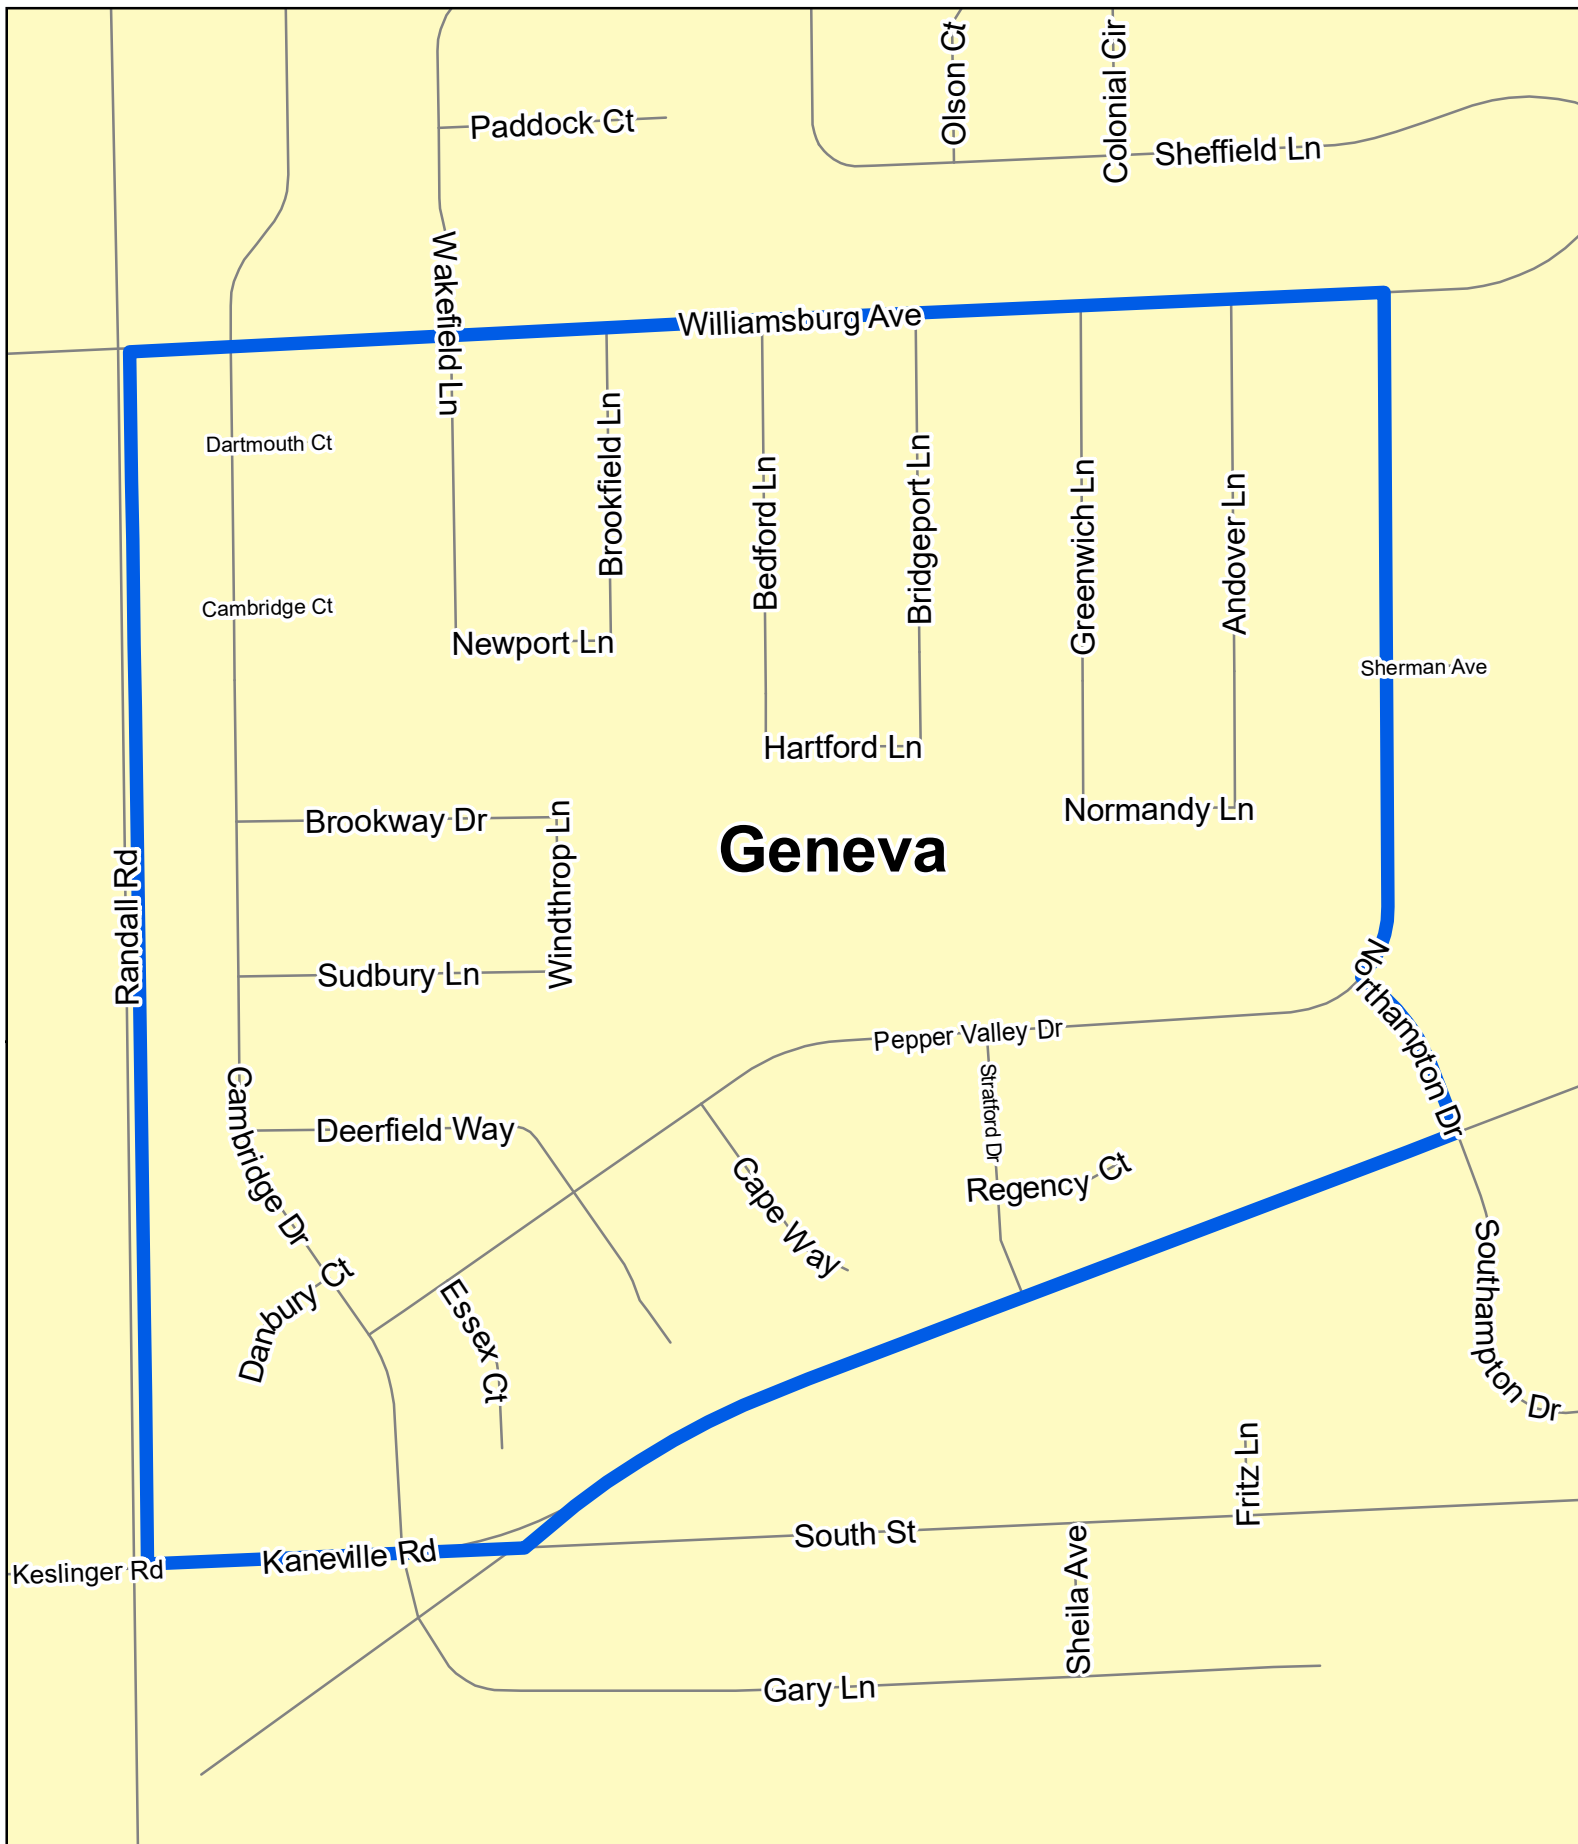 Olson Ct
Colonial Cir
Paddock Ct
Sheffield Ln
Wakefield Ln
Williamsburg Ave
Dartmouth Ct
Brookfield Ln
Bedford Ln
Bridgeport Ln
Greenwich Ln
Andover Ln
Cambridge Ct
Newport Ln
Sherman Ave
Hartford Ln
Brookway Dr
Windthrop Ln
Normandy Ln
Geneva
Randall Rd
Sudbury Ln
Northampton Dr
Pepper Valley Dr
Stratford Dr
Cambridge Dr
Deerfield Way
Cape Way
Regency Ct
Danbury Ct
Essex Ct
Southampton Dr
Fritz Ln
South St
Kaneville Rd
Keslinger Rd
Sheila Ave
Gary Ln